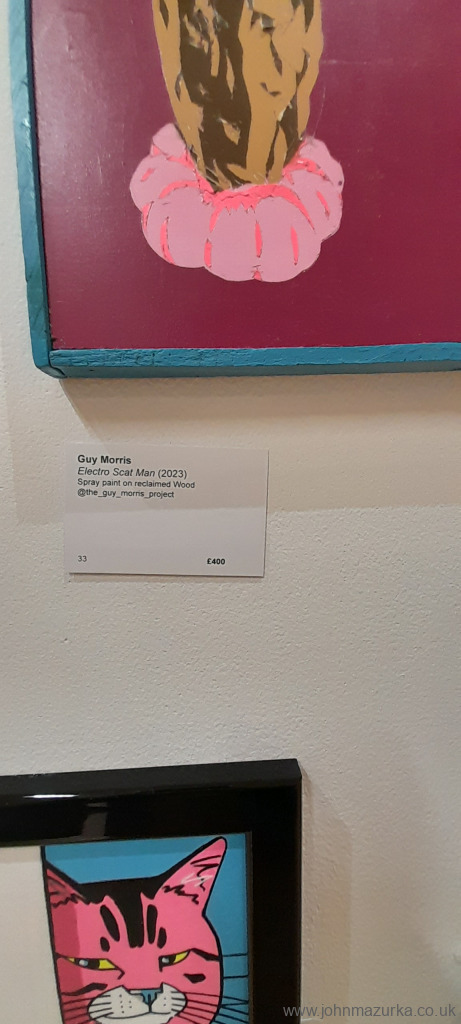 Guy Morris
Electro Scat Man (2023)
Spray paint on reclaimed Wood
@the_guy_morris_project
33 £400
www.johnmazurka.co.uk